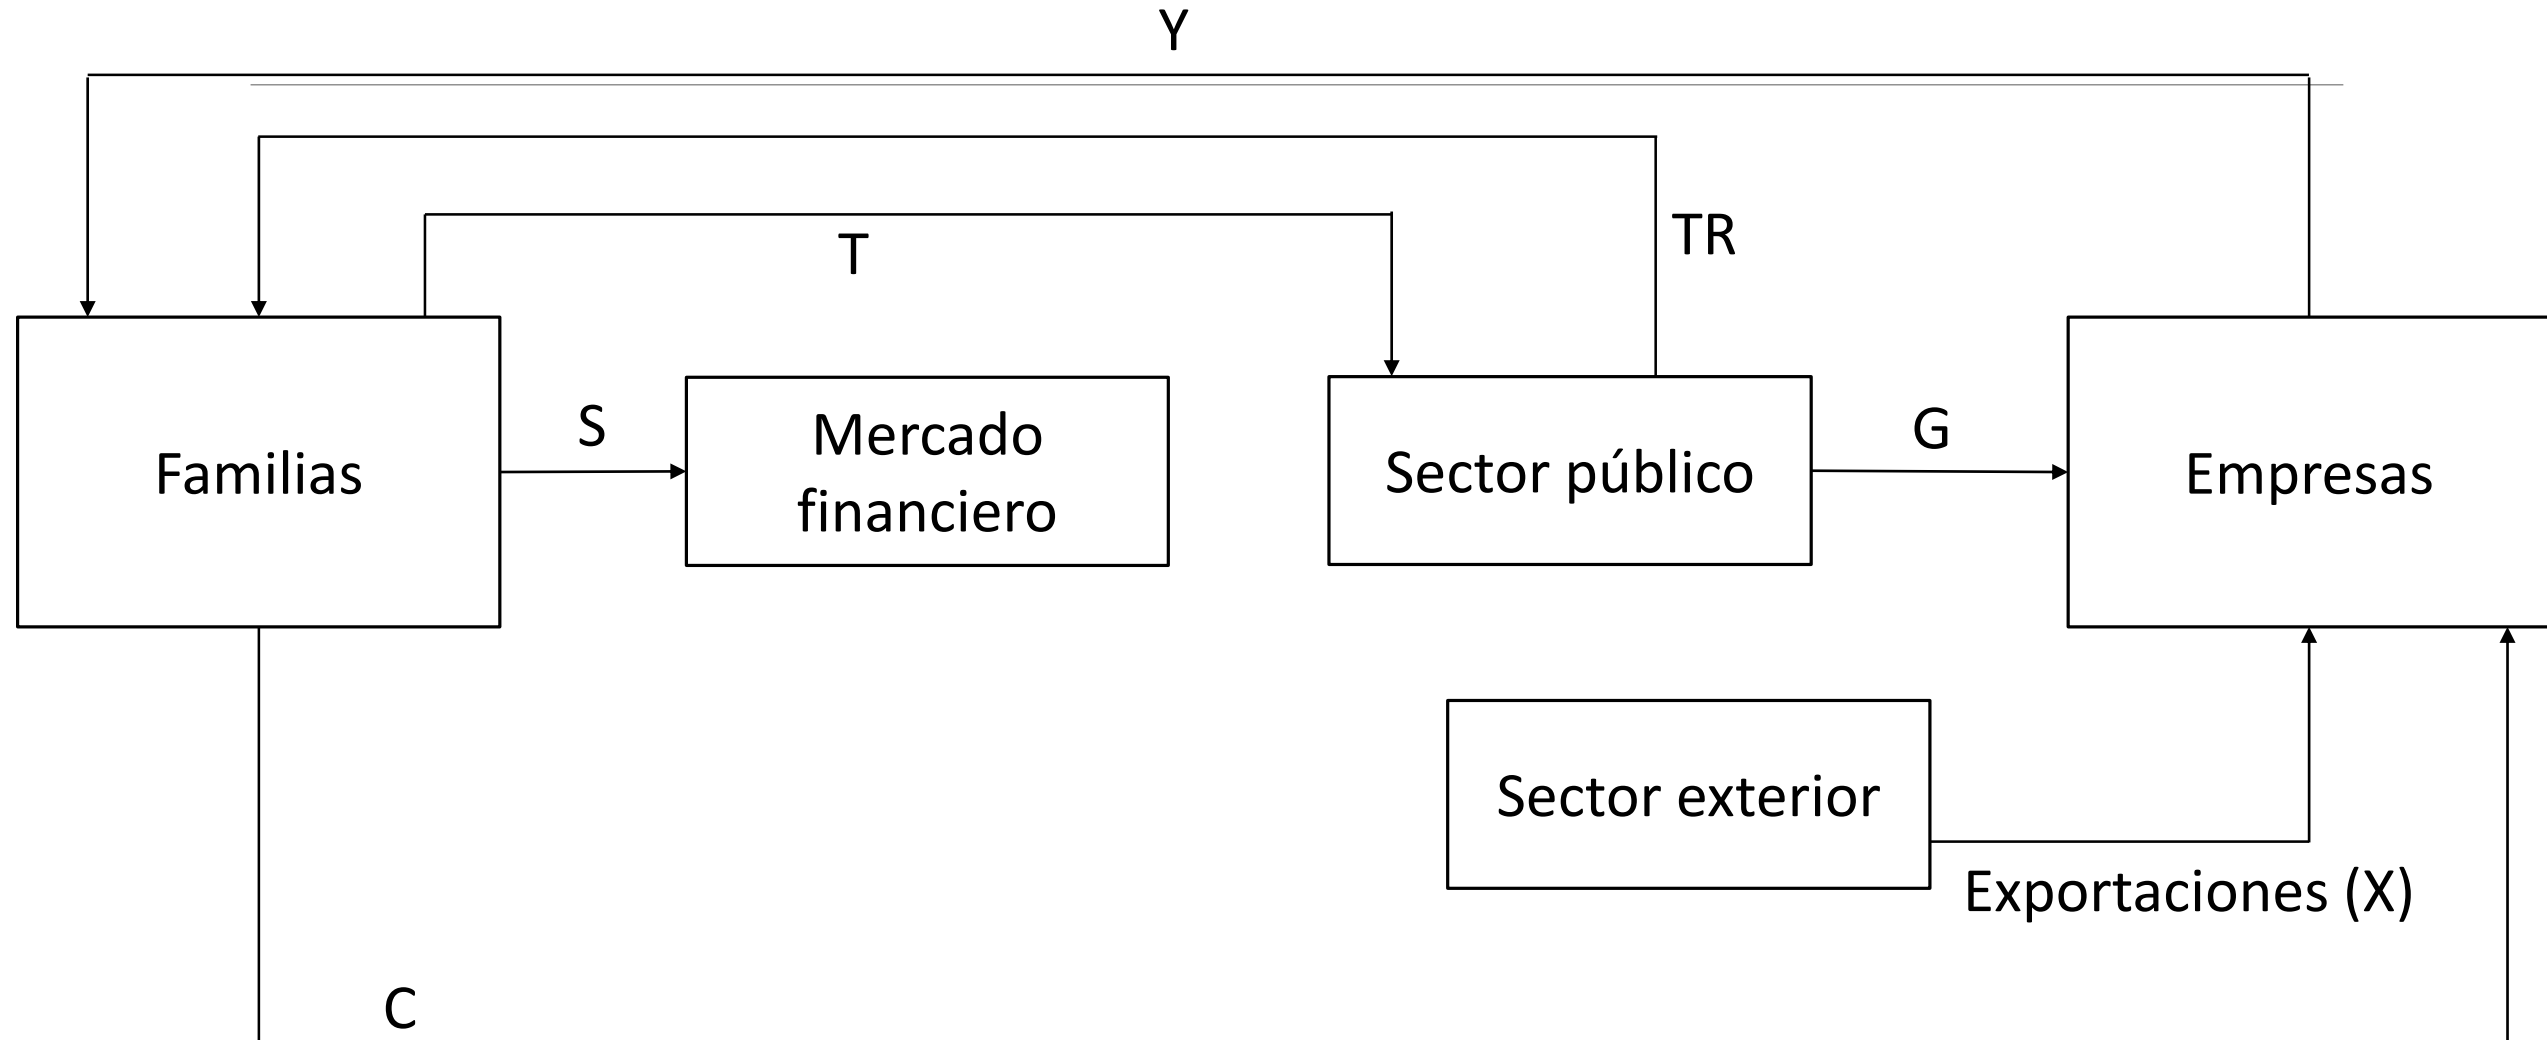 Y
TR
T
S
G
Familias
Mercado
financiero
Sector público
Empresas
Sector exterior
Exportaciones (X)
C